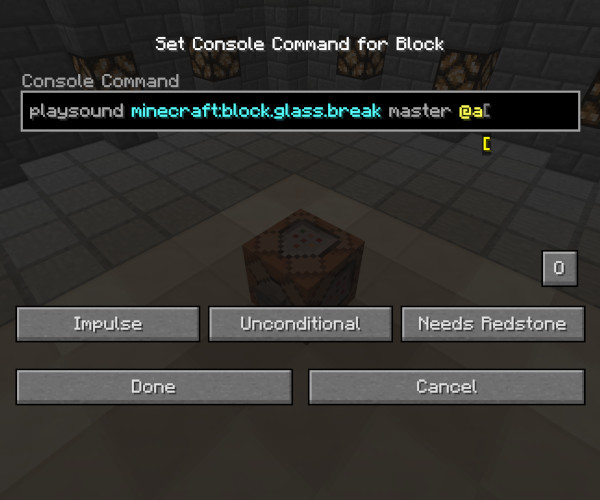 Set Console Command for Block
Console Command
playsound minecraft:block.glass.break master @a[
[
O
Impulse
Unconditional
Needs Redstone
Done
Cancel